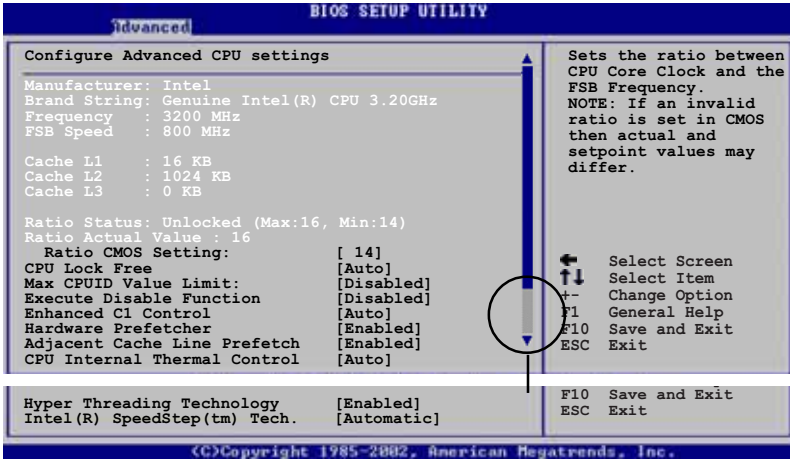 BIOS SETUP UTILITY
Advanced
Configure Advanced CPU settings
Manufacturer: Intel
Brand String: Genuine Intel(R) CPU 3.20GHz
Frequency : 3200 MHz
FSB Speed : 800 MHz
Cache L1 : 16 KB
Cache L2 : 1024 KB
Cache L3 : 0 KB
Ratio Status: Unlocked (Max:16, Min:14)
Ratio Actual Value : 16
Ratio CMOS Setting: [ 14]
CPU Lock Free [Auto]
Max CPUID Value Limit: [Disabled]
Execute Disable Function [Disabled]
Enhanced C1 Control [Auto]
Hardware Prefetcher [Enabled]
Adjacent Cache Line Prefetch [Enabled]
CPU Internal Thermal Control [Auto]
Hyper Threading Technology [Enabled]
Intel(R) SpeedStep(tm) Tech. [Automatic]
Sets the ratio between
CPU Core Clock and the
FSB Frequency.
NOTE: If an invalid
ratio is set in CMOS
then actual and
setpoint values may
differ.
← Select Screen
↑↓ Select Item
+- Change Option
F1 General Help
F10 Save and Exit
ESC Exit
F10 Save and Exit
ESC Exit
(C)Copyright 1985-2002, American Megatrends, Inc.